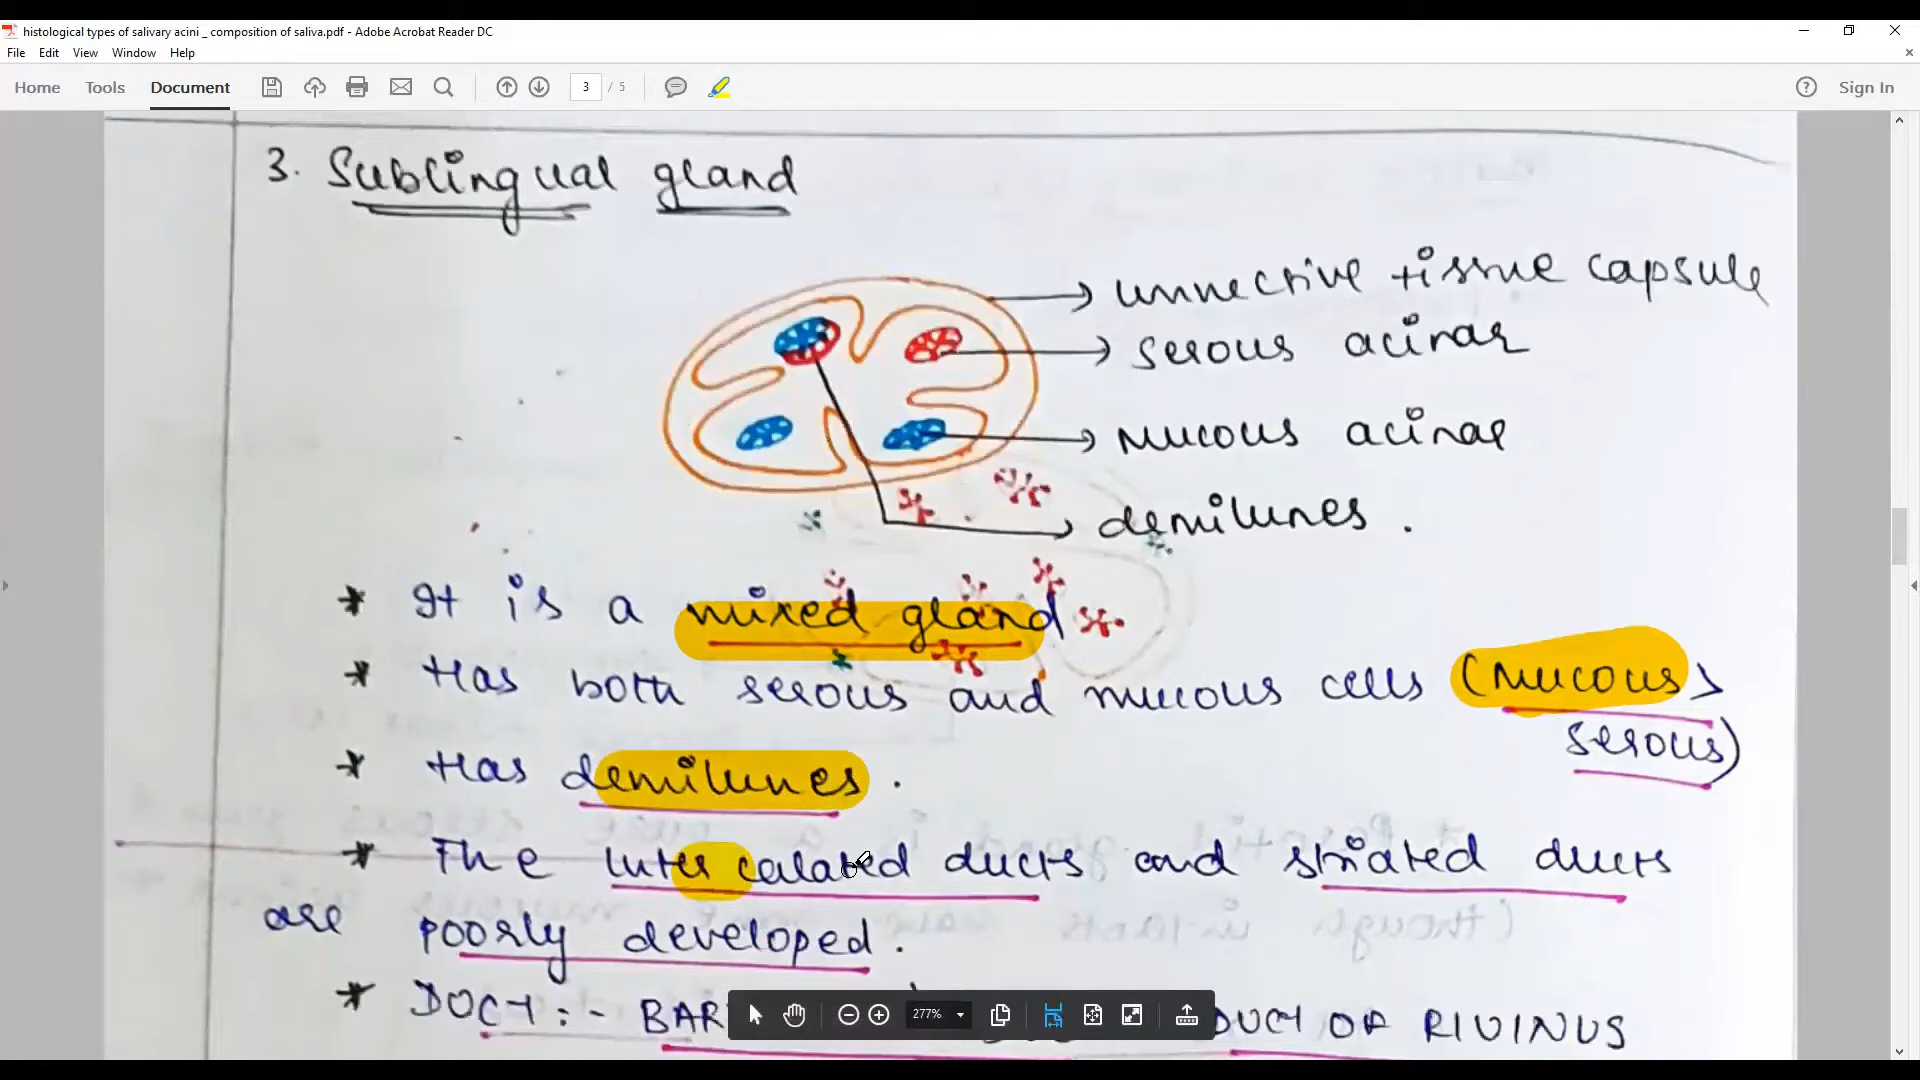 histological types of salivary acini _ composition of saliva.pdf - Adobe Acrobat Reader DC
File Edit View Window Help
Home Tools Document 3 / 5 Sign In
3. Sublingual gland
connective tissue capsule
serous acinar
mucous acinar
demilunes .
* It is a mixed gland
* Has both serous and mucous cells (mucous >
serous)
* Has demilunes .
* The Inter calated ducts and striated ducts
are poorly developed .
* DUCT : - BAR DUCT OF RIVINUS
277%